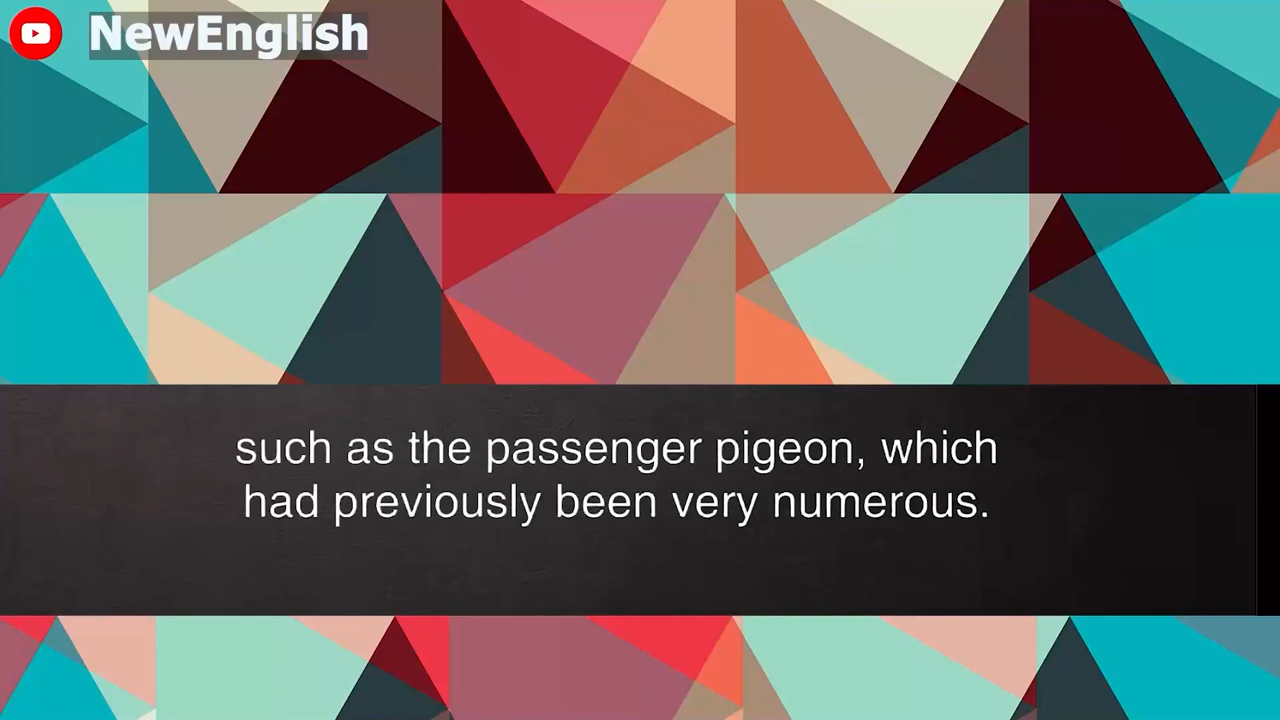 NewEnglish
such as the passenger pigeon, which
had previously been very numerous.